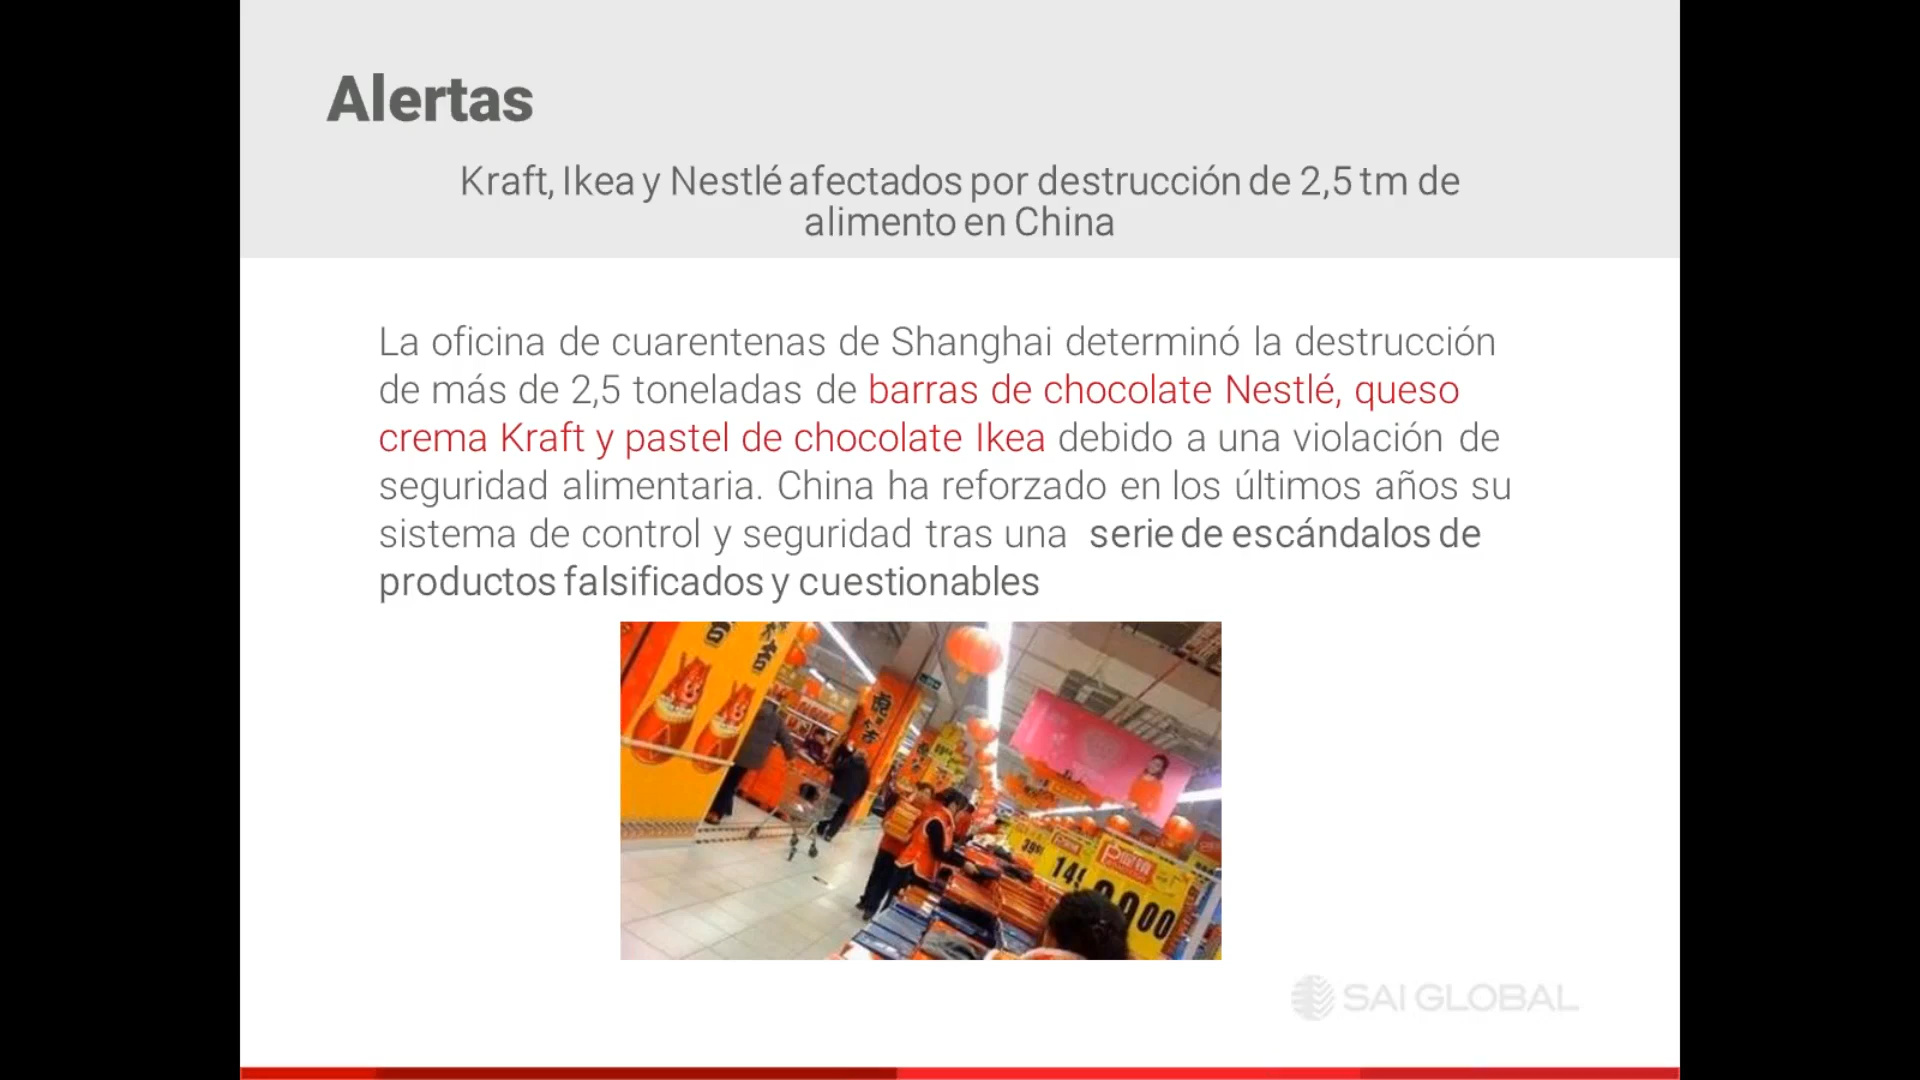 Alertas
Kraft, Ikea y Nestlé afectados por destrucción de 2,5 tm de
alimento en China
La oficina de cuarentenas de Shanghai determinó la destrucción
de más de 2,5 toneladas de barras de chocolate Nestlé, queso
crema Kraft y pastel de chocolate Ikea debido a una violación de
seguridad alimentaria. China ha reforzado en los últimos años su
sistema de control y seguridad tras una serie de escándalos de
productos falsificados y cuestionables
SAI GLOBAL